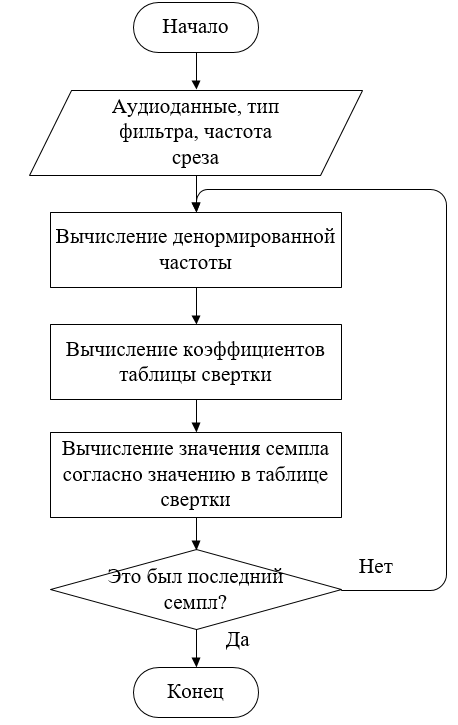 Начало
Аудиоданные, тип
фильтра, частота
среза
Вычисление денормированной
частоты
Вычисление коэффициентов
таблицы свертки
Вычисление значения семпла
согласно значению в таблице
свертки
Это был последний
семпл?
Нет
Да
Конец